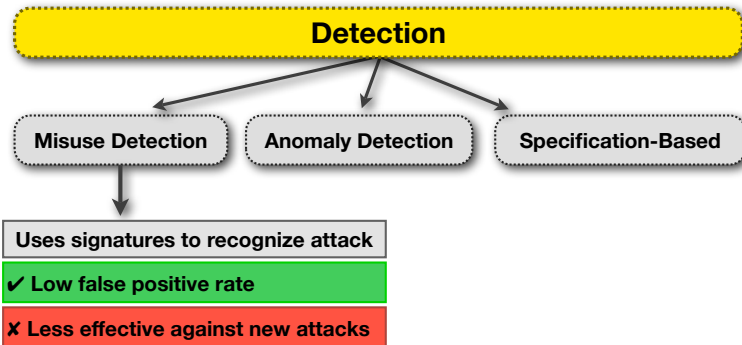 Detection
Misuse Detection
Anomaly Detection
Specification-Based
Uses signatures to recognize attack
✔ Low false positive rate
✘ Less effective against new attacks